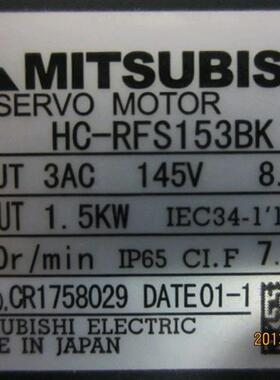 MITSUBIS
SERVO MOTOR
HC-RFS153BK
UT 3AC 145V 8.
UT 1.5KW IEC34-1'1
0r/min IP65 CI.F 7.
O.CR1758029 DATE01-1
UBISHI ELECTRIC
E IN JAPAN
2013